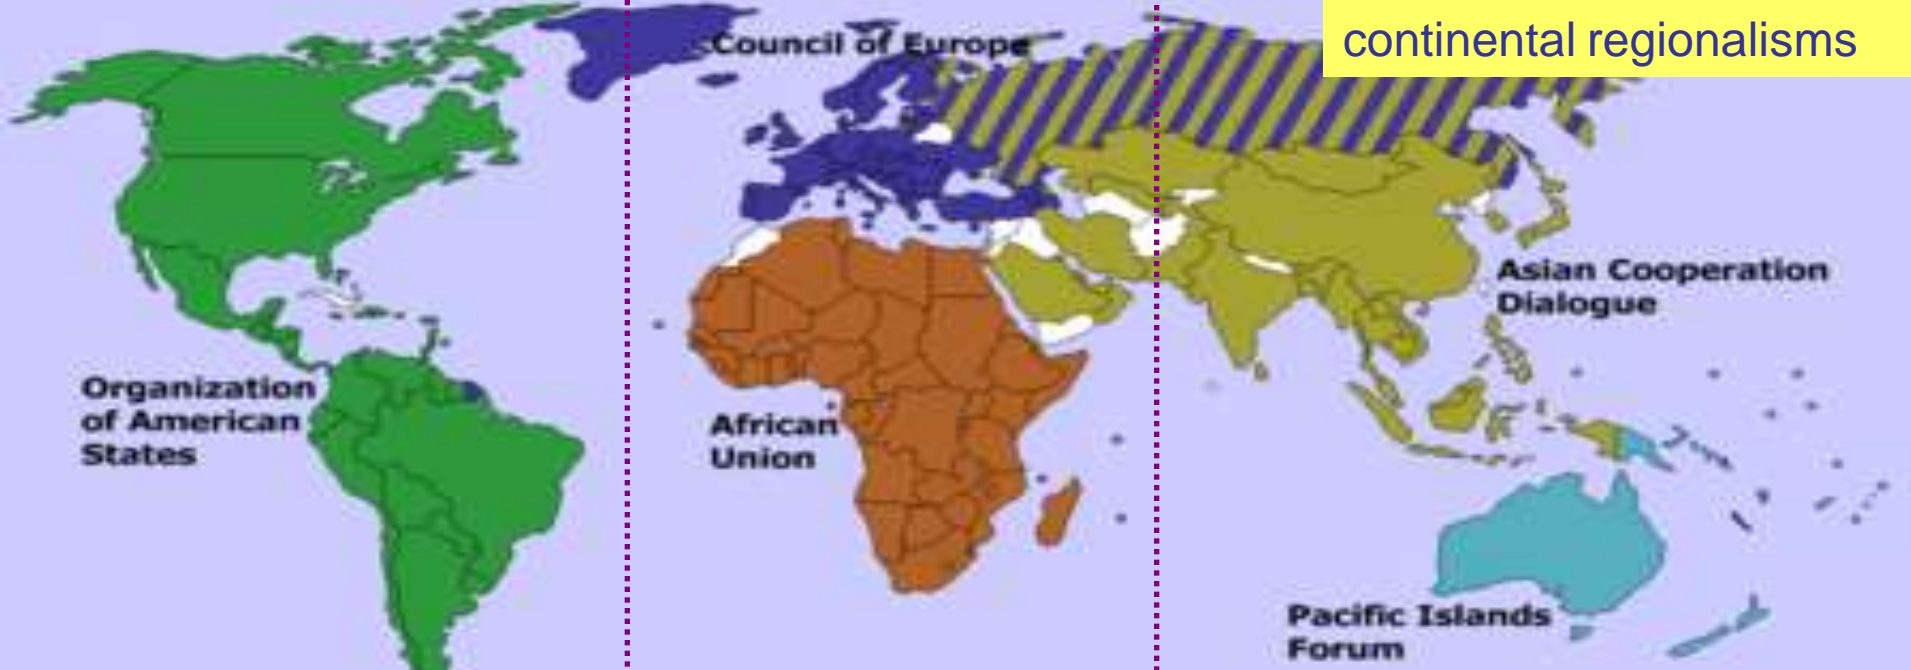 continental regionalisms
Council of Europe
Asian Cooperation
Dialogue
Organization
of American
States
African
Union
Pacific Islands
Forum